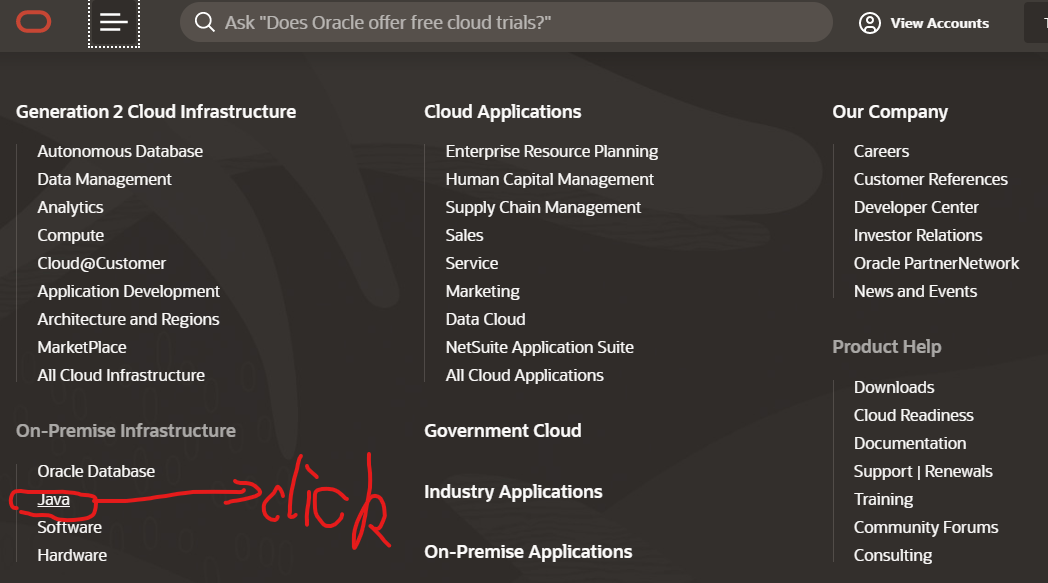 Ask "Does Oracle offer free cloud trials?"
View Accounts
Generation 2 Cloud Infrastructure
Autonomous Database
Data Management
Analytics
Compute
Cloud@Customer
Application Development
Architecture and Regions
MarketPlace
All Cloud Infrastructure
On-Premise Infrastructure
Oracle Database
Java
click
Software
Hardware
Cloud Applications
Enterprise Resource Planning
Human Capital Management
Supply Chain Management
Sales
Service
Marketing
Data Cloud
NetSuite Application Suite
All Cloud Applications
Government Cloud
Industry Applications
On-Premise Applications
Our Company
Careers
Customer References
Developer Center
Investor Relations
Oracle PartnerNetwork
News and Events
Product Help
Downloads
Cloud Readiness
Documentation
Support | Renewals
Training
Community Forums
Consulting